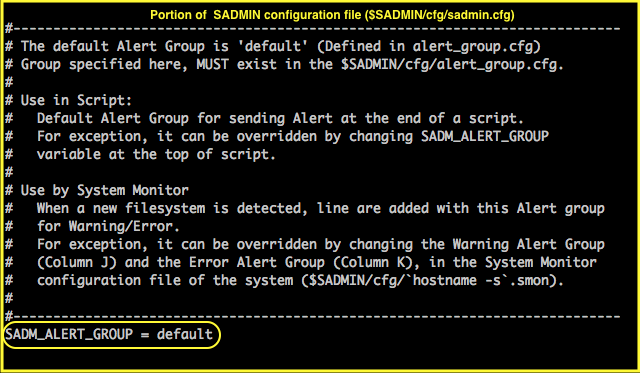 Portion of SADMIN configuration file ($SADMIN/cfg/sadmin.cfg)
#----------------------------------------------------------------------------
# The default Alert Group is 'default' (Defined in alert_group.cfg)
# Group specified here, MUST exist in the $SADMIN/cfg/alert_group.cfg.
#
# Use in Script:
#   Default Alert Group for sending Alert at the end of a script.
#   For exception, it can be overridden by changing SADM_ALERT_GROUP
#   variable at the top of script.
#
# Use by System Monitor
#   When a new filesystem is detected, line are added with this Alert group
#   for Warning/Error.
#   For exception, it can be overridden by changing the Warning Alert Group
#   (Column J) and the Error Alert Group (Column K), in the System Monitor
#   configuration file of the system ($SADMIN/cfg/`hostname -s`.smon).
#
#----------------------------------------------------------------------------
SADM_ALERT_GROUP = default